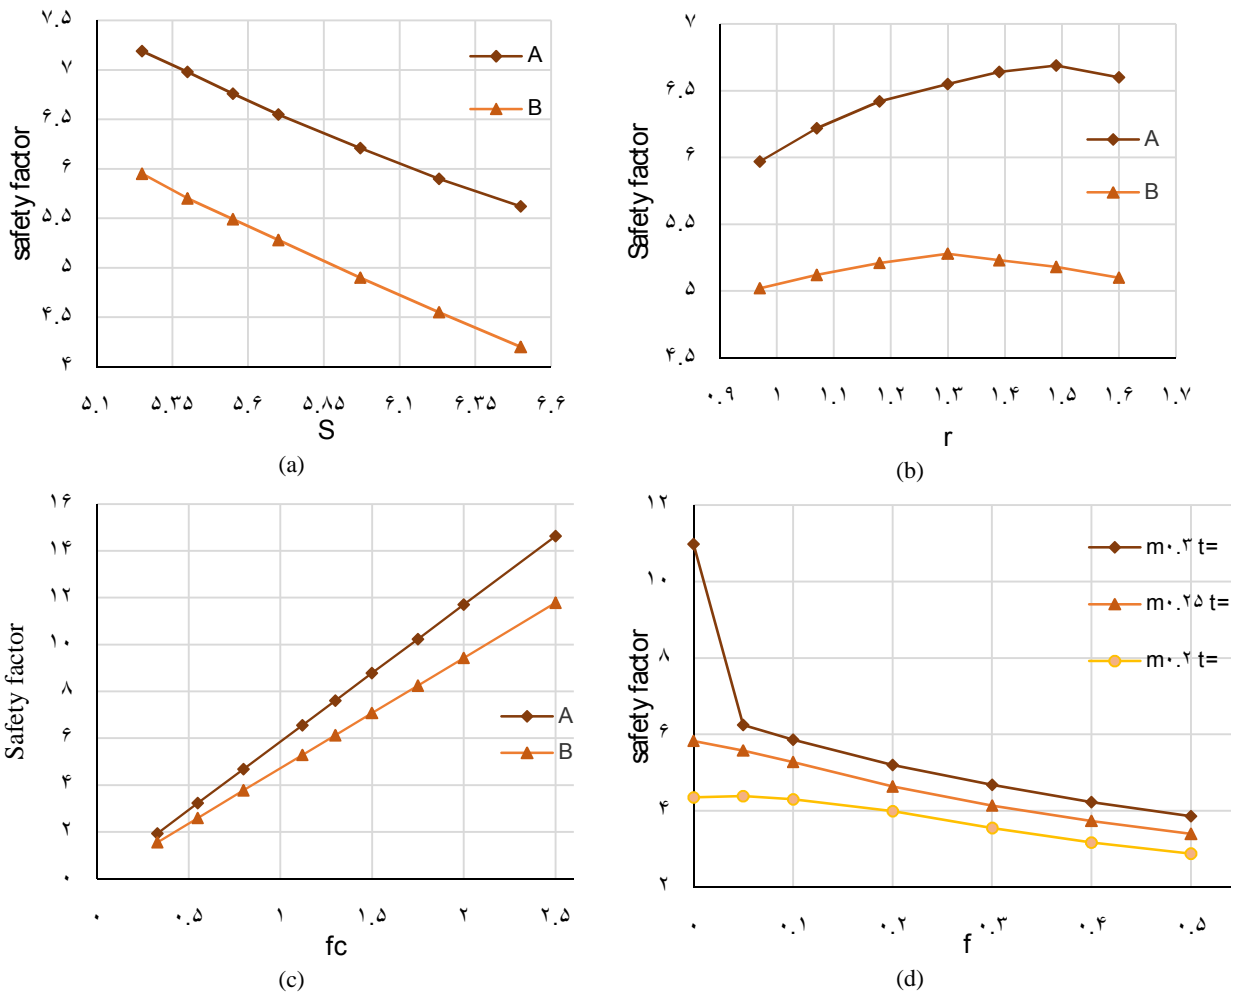 ۷.۵
۷
۶.۵
۶
۵.۵
۵
۴.۵
۴
safety factor
A
B
۵.۱ ۵.۳۵ ۵.۶ ۵.۸۵ ۶.۱ ۶.۳۵ ۶.۶
S
(a)
۷
۶.۵
۶
۵.۵
۵
۴.۵
Safety factor
A
B
۰.۹ ۱ ۱.۱ ۱.۲ ۱.۳ ۱.۴ ۱.۵ ۱.۶ ۱.۷
r
(b)
۱۶
۱۴
۱۲
۱۰
۸
۶
۴
۲
۰
Safety factor
A
B
۰ ۰.۵ ۱ ۱.۵ ۲ ۲.۵
fc
(c)
۱۲
۱۰
۸
۶
۴
۲
safety factor
m۰.۳ t=
m۰.۲۵ t=
m۰.۲ t=
۰ ۰.۱ ۰.۲ ۰.۳ ۰.۴ ۰.۵
f
(d)